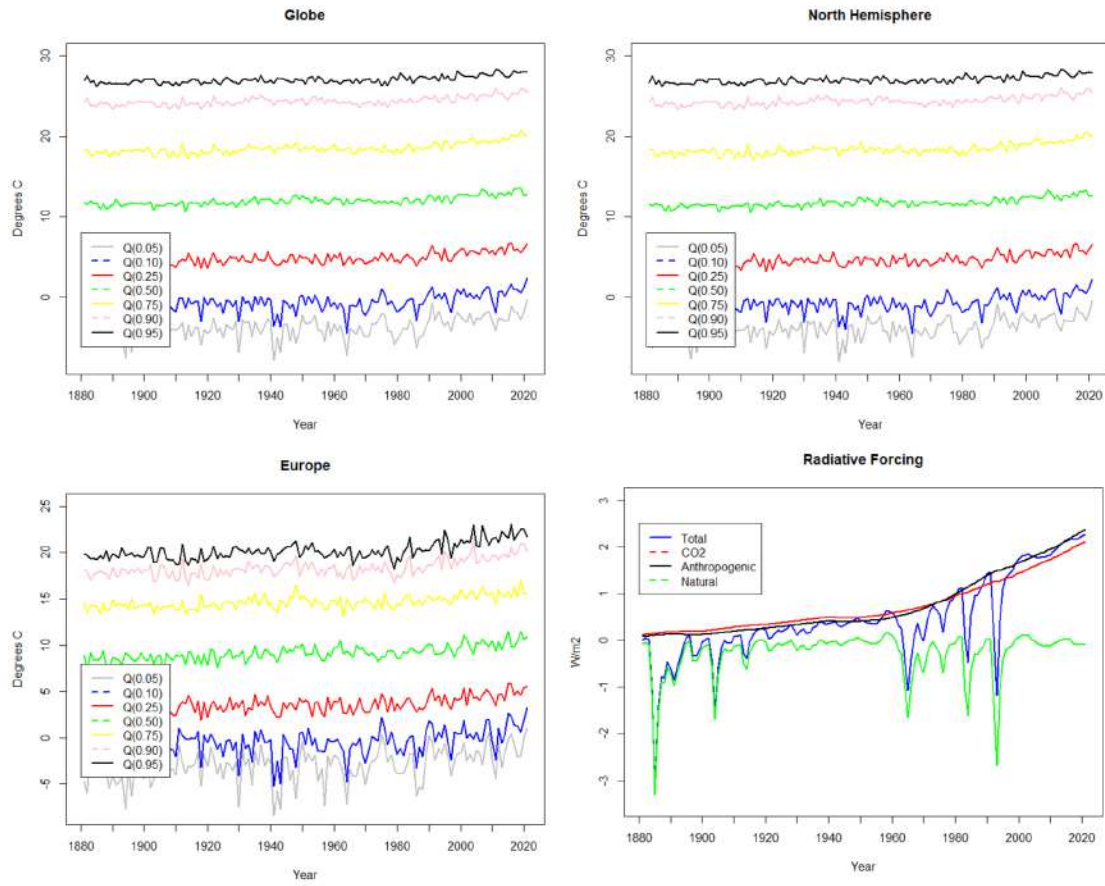 Globe
Degrees C
30
20
10
0
Q(0.05)
Q(0.10)
Q(0.25)
Q(0.50)
Q(0.75)
Q(0.90)
Q(0.95)
1880 1900 1920 1940 1960 1980 2000 2020
Year
North Hemisphere
Degrees C
30
20
10
0
Q(0.05)
Q(0.10)
Q(0.25)
Q(0.50)
Q(0.75)
Q(0.90)
Q(0.95)
1880 1900 1920 1940 1960 1980 2000 2020
Year
Europe
Degrees C
25
20
15
10
5
0
-5
Q(0.05)
Q(0.10)
Q(0.25)
Q(0.50)
Q(0.75)
Q(0.90)
Q(0.95)
1880 1900 1920 1940 1960 1980 2000 2020
Year
Radiative Forcing
W/m2
3
2
1
0
-1
-2
-3
Total
CO2
Anthropogenic
Natural
1880 1900 1920 1940 1960 1980 2000 2020
Year